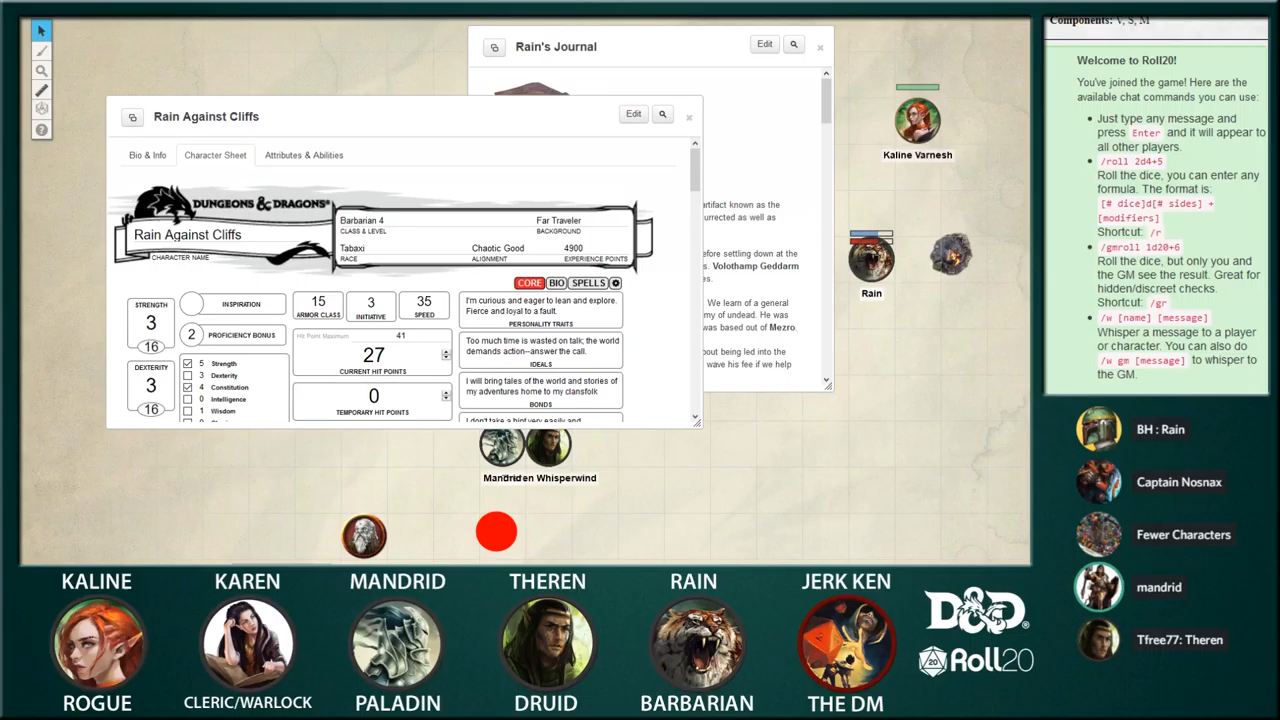 Rain's Journal
Edit
artifact known as the
urrected as well as
efore settling down at the
s. Volothamp Geddarm
es.
We learn of a general
my of undead. He was
was based out of Mezro.
bout being led into the
wave his fee if we help
Rain Against Cliffs
Edit
Bio & Info
Character Sheet
Attributes & Abilities
DUNGEONS & DRAGONS®
Rain Against Cliffs
CHARACTER NAME
Barbarian 4
CLASS & LEVEL
Far Traveler
BACKGROUND
Tabaxi
RACE
Chaotic Good
ALIGNMENT
4900
EXPERIENCE POINTS
CORE BIO SPELLS
STRENGTH
3
16
DEXTERITY
3
16
INSPIRATION
2 PROFICIENCY BONUS
5 Strength
3 Dexterity
4 Constitution
0 Intelligence
1 Wisdom
15
ARMOR CLASS
3
INITIATIVE
35
SPEED
Hit Point Maximum 41
27
CURRENT HIT POINTS
0
TEMPORARY HIT POINTS
I'm curious and eager to lean and explore.
Fierce and loyal to a fault.
PERSONALITY TRAITS
Too much time is wasted on talk; the world
demands action--answer the call.
IDEALS
I will bring tales of the world and stories of
my adventures home to my clansfolk
BONDS
I don't take a hint very easily and
Kaline Varnesh
Rain
Mandrid
Theren Whisperwind
Components: V, S, M
Welcome to Roll20!
You've joined the game! Here are the
available chat commands you can use:
Just type any message and
press Enter and it will appear to
all other players.
/roll 2d4+5
Roll the dice, you can enter any
formula. The format is:
[# dice]d[# sides] +
[modifiers]
Shortcut: /r
/gmroll 1d20+6
Roll the dice, but only you and
the GM see the result. Great for
hidden/discreet checks.
Shortcut: /gr
/w [name] [message]
Whisper a message to a player
or character. You can also do
/w gm [message] to whisper to
the GM.
BH : Rain
Captain Nosnax
Fewer Characters
mandrid
Tfree77: Theren
KALINE
ROGUE
KAREN
CLERIC/WARLOCK
MANDRID
PALADIN
THEREN
DRUID
RAIN
BARBARIAN
JERK KEN
THE DM
D&D®
20 Roll20